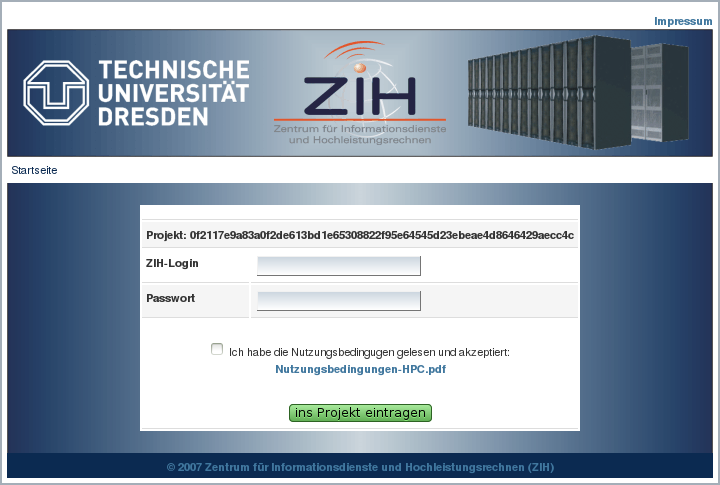 Impressum
TECHNISCHE
UNIVERSITÄT
DRESDEN
ZIH
Zentrum für Informationsdienste
und Hochleistungsrechnen
Startseite
Projekt: 0f2117e9a83a0f2de613bd1e65308822f95e64545d23ebeae4d8646429aecc4c
ZIH-Login
Passwort
Ich habe die Nutzungsbedingugen gelesen und akzeptiert:
Nutzungsbedingungen-HPC.pdf
ins Projekt eintragen
© 2007 Zentrum für Informationsdienste und Hochleistungsrechnen (ZIH)